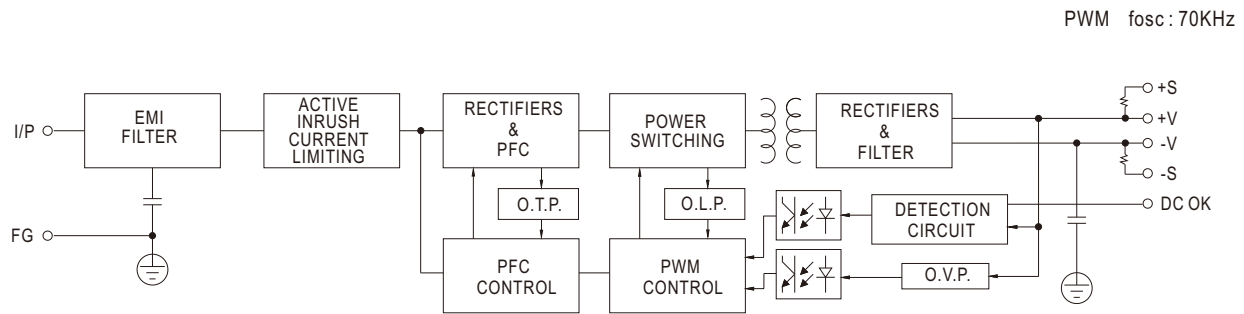 PWM fosc : 70KHz
I/P
EMI
FILTER
ACTIVE
INRUSH
CURRENT
LIMITING
RECTIFIERS
&
PFC
POWER
SWITCHING
RECTIFIERS
&
FILTER
+S
+V
-V
-S
DC OK
O.T.P.
O.L.P.
DETECTION
CIRCUIT
FG
PFC
CONTROL
PWM
CONTROL
O.V.P.